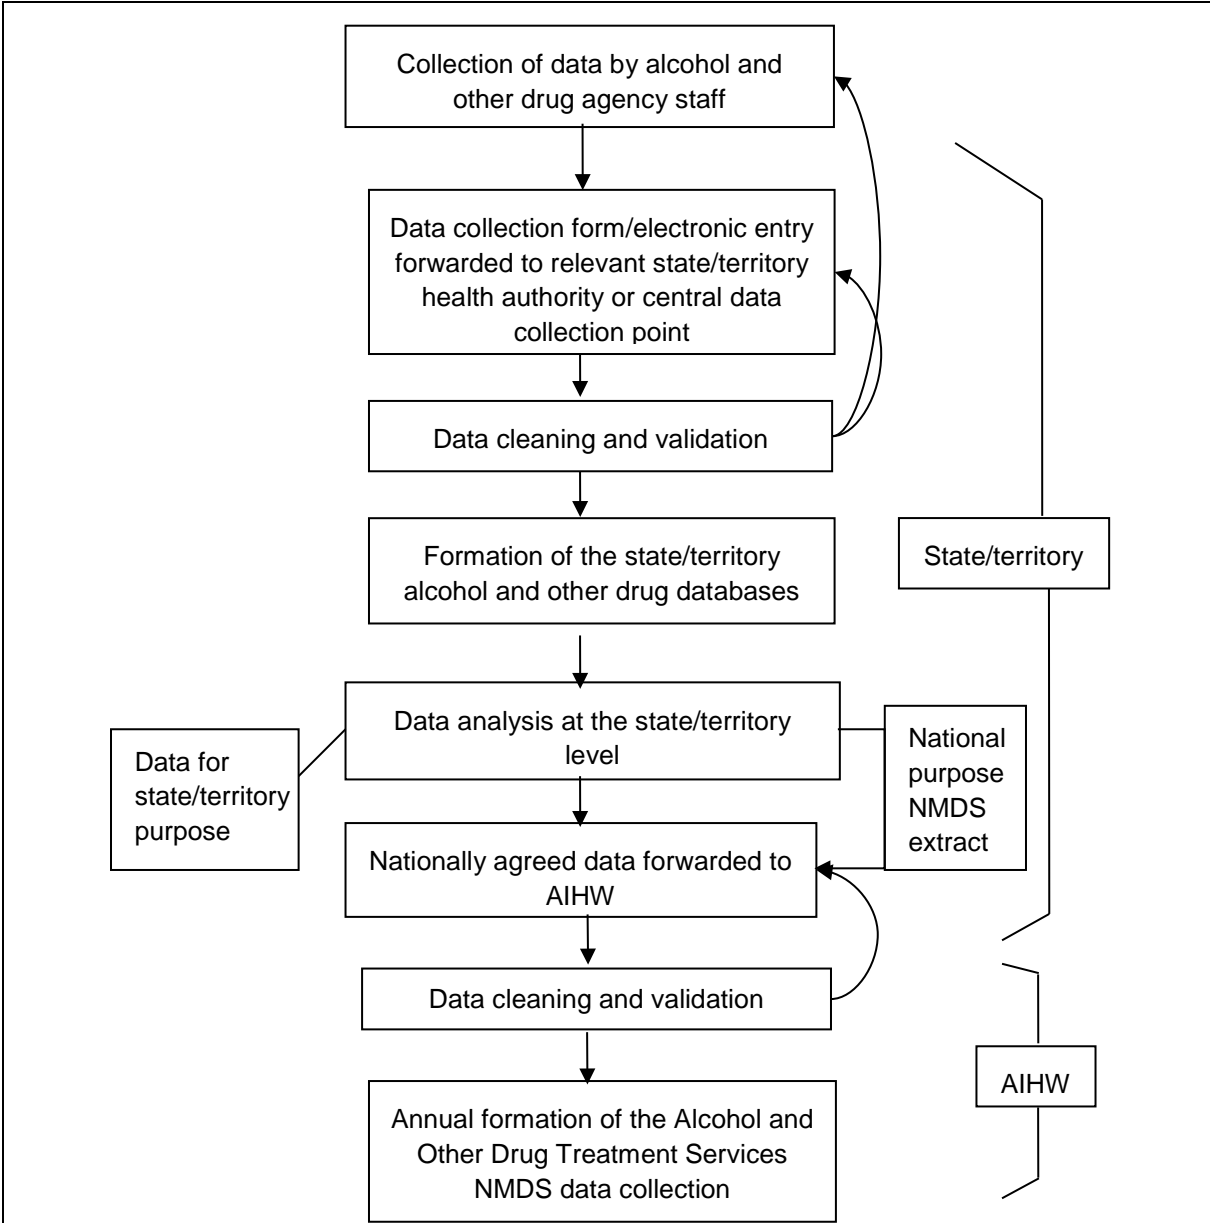 Collection of data by alcohol and
other drug agency staff
Data collection form/electronic entry
forwarded to relevant state/territory
health authority or central data
collection point
Data cleaning and validation
Formation of the state/territory
alcohol and other drug databases
State/territory
Data analysis at the state/territory
level
Data for
state/territory
purpose
National
purpose
NMDS
extract
Nationally agreed data forwarded to
AIHW
Data cleaning and validation
AIHW
Annual formation of the Alcohol and
Other Drug Treatment Services
NMDS data collection